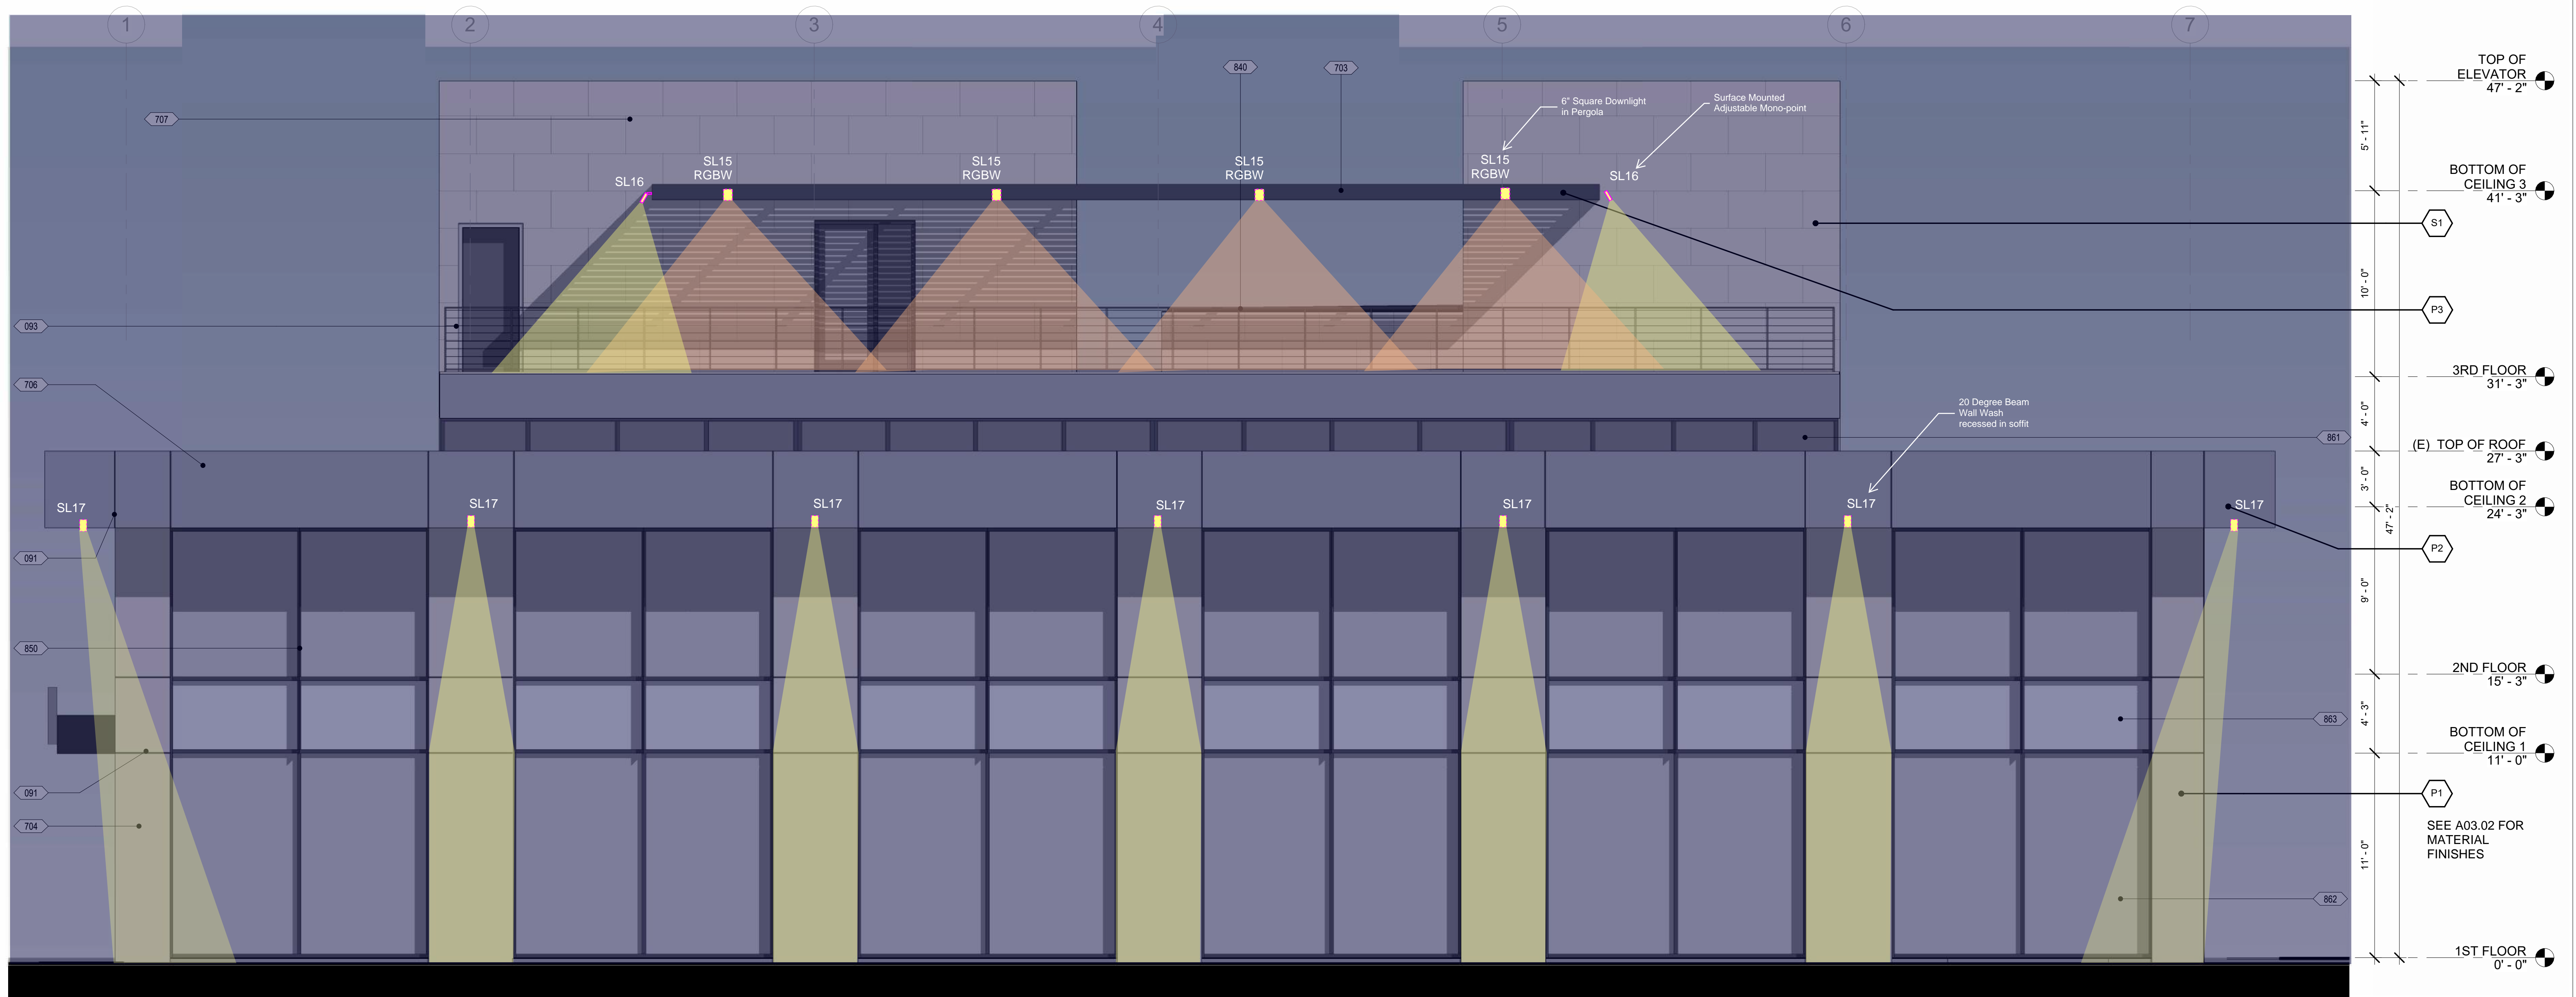 1
2
3
4
5
6
7
840
703
TOP OF
ELEVATOR
47' - 2"
707
6" Square Downlight
in Pergola
Surface Mounted
Adjustable Mono-point
5' - 11"
SL16
SL15
RGBW
SL15
RGBW
SL15
RGBW
SL15
RGBW
SL16
BOTTOM OF
CEILING 3
41' - 3"
S1
10' - 0"
P3
093
706
3RD FLOOR
31' - 3"
20 Degree Beam
Wall Wash
recessed in soffit
4' - 0"
861
(E) TOP OF ROOF
27' - 3"
3' - 0"
BOTTOM OF
CEILING 2
24' - 3"
47' - 2"
SL17
SL17
SL17
SL17
SL17
SL17
SL17
P2
091
9' - 0"
850
2ND FLOOR
15' - 3"
4' - 3"
863
BOTTOM OF
CEILING 1
11' - 0"
091
P1
704
SEE A03.02 FOR
MATERIAL
FINISHES
11' - 0"
862
1ST FLOOR
0' - 0"